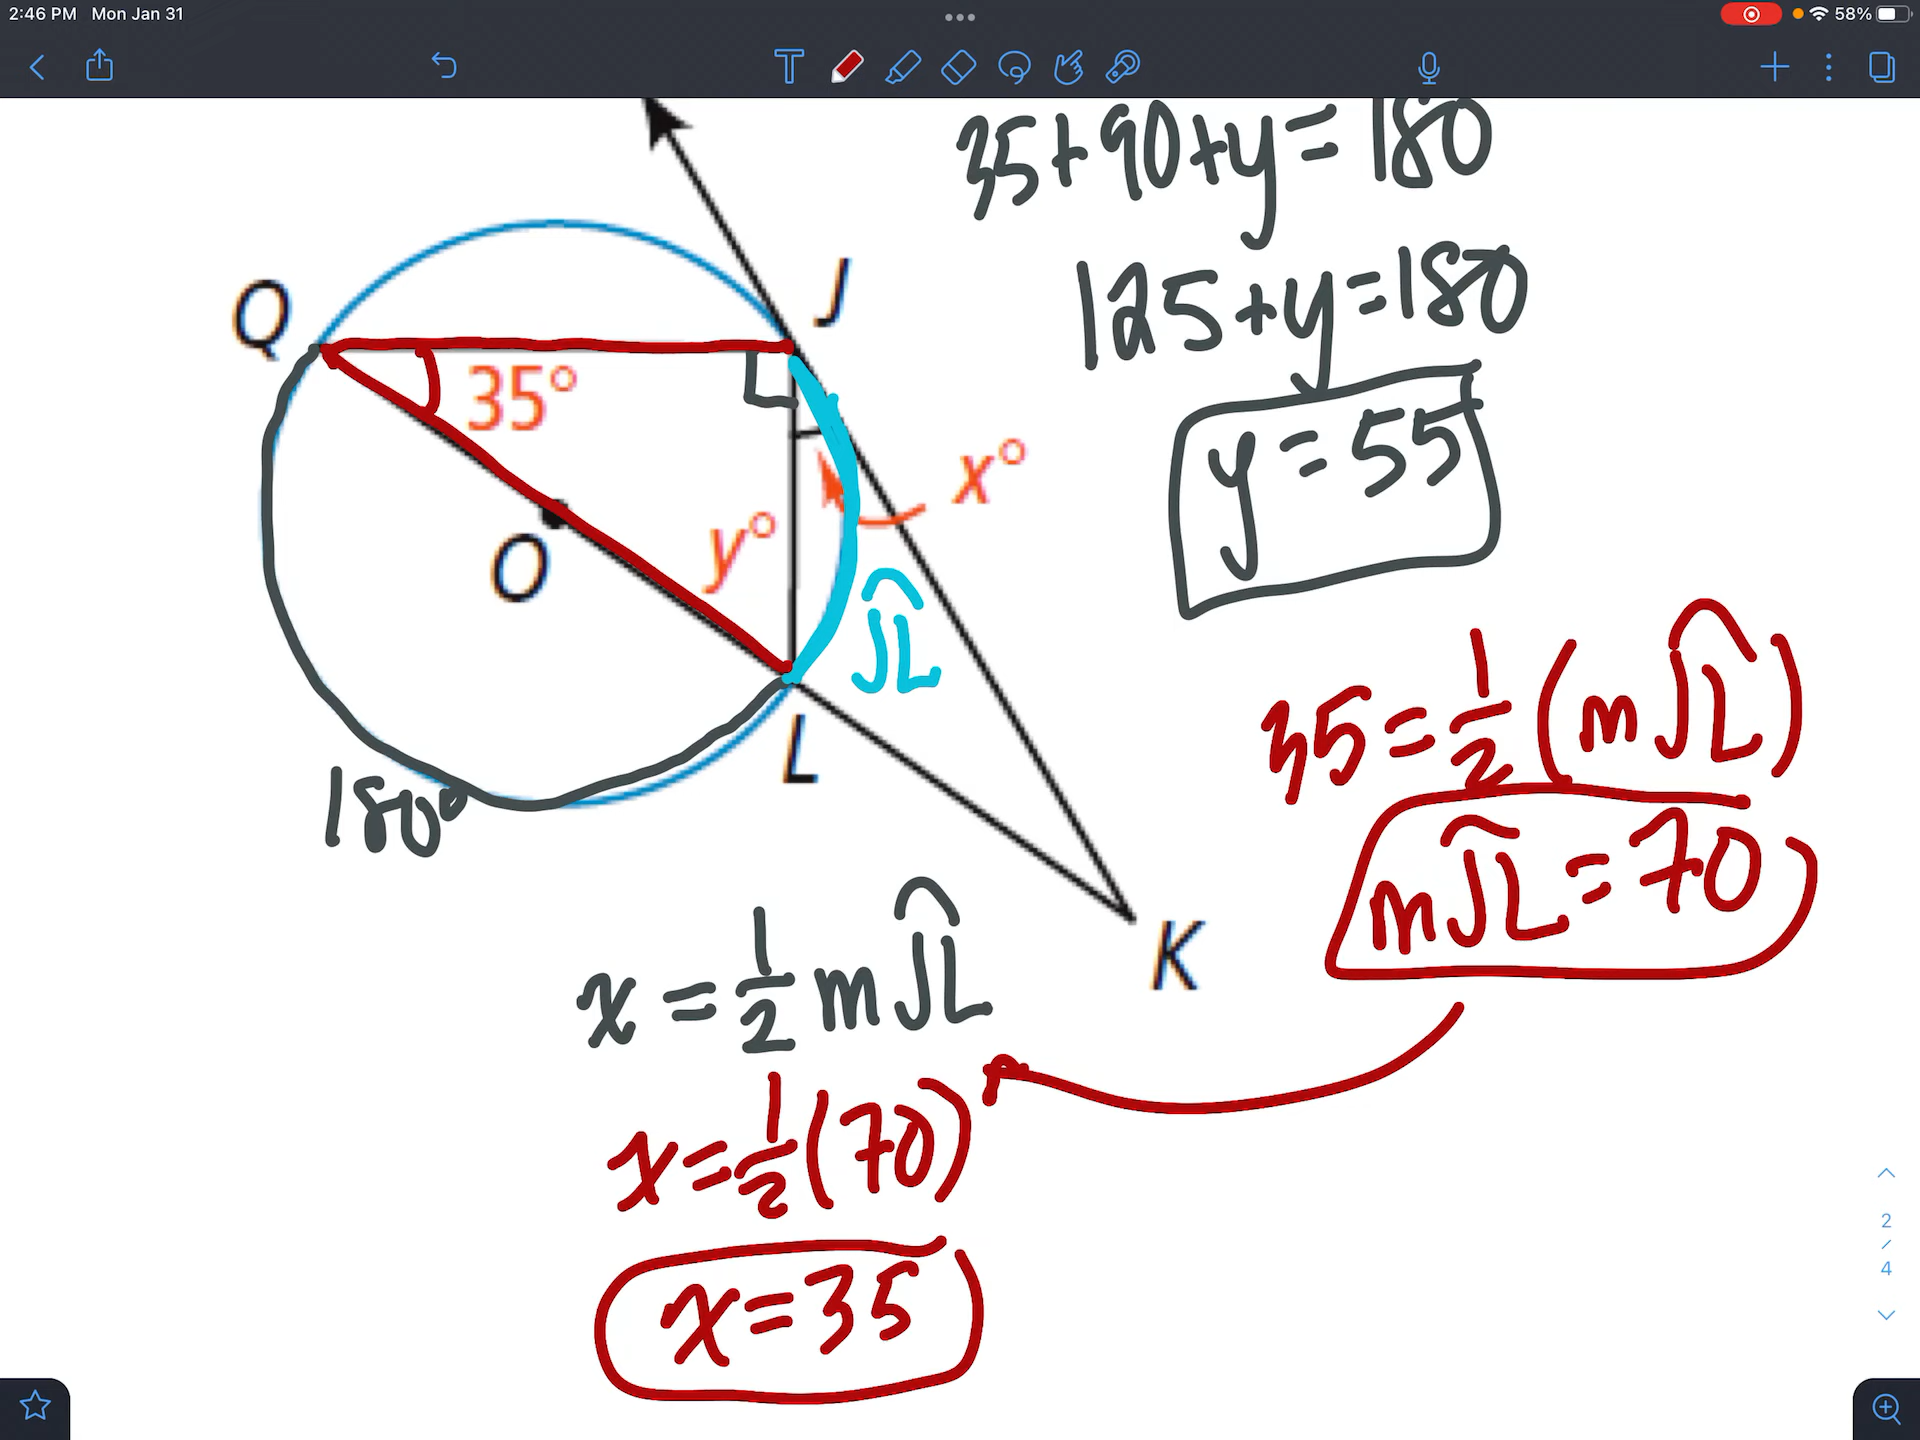 2:46 PM Mon Jan 31
58%
35+90+y=180
125+y=180
y=55
Q
J
35°
x°
y°
O
JL
L
180°
K
35=1/2(mJL)
mJL=70
x=1/2mJL
x=1/2(70)
x=35
2
/
4